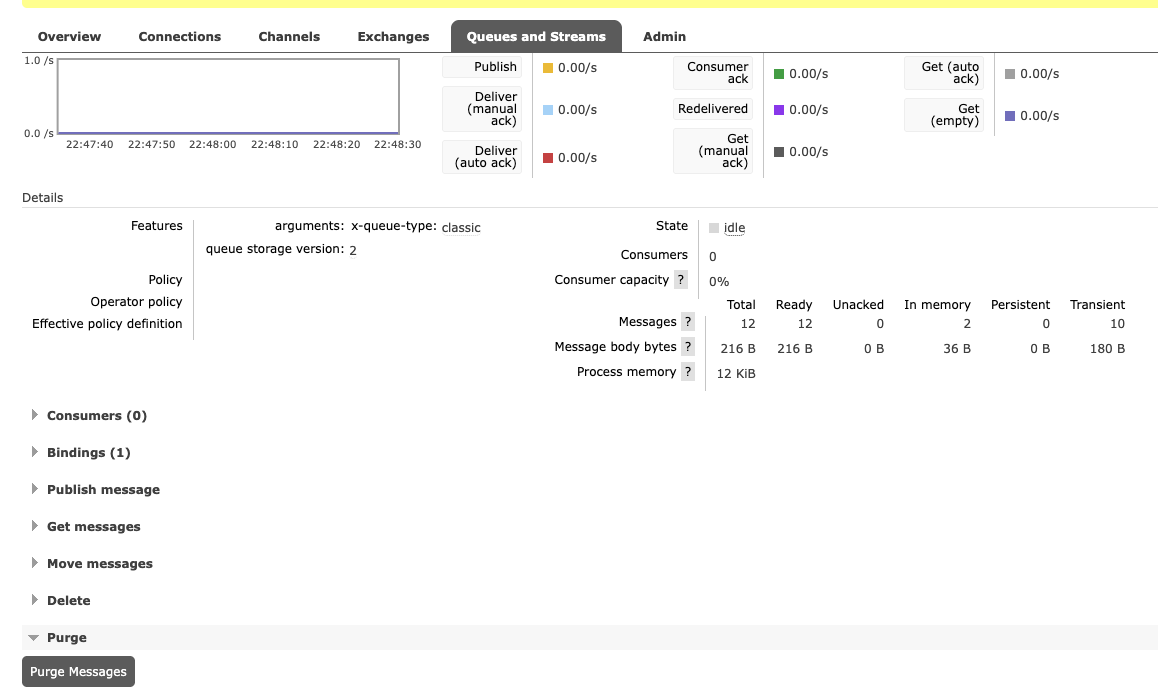 Overview Connections Channels Exchanges Queues and Streams Admin
1.0 /s
0.0 /s
22:47:40 22:47:50 22:48:00 22:48:10 22:48:20 22:48:30
Publish 0.00/s
Deliver (manual ack) 0.00/s
Deliver (auto ack) 0.00/s
Consumer ack 0.00/s
Redelivered 0.00/s
Get (manual ack) 0.00/s
Get (auto ack) 0.00/s
Get (empty) 0.00/s
Details
Features arguments: x-queue-type: classic
queue storage version: 2
Policy
Operator policy
Effective policy definition
State idle
Consumers 0
Consumer capacity ? 0%
Total Ready Unacked In memory Persistent Transient
Messages ? 12 12 0 2 0 10
Message body bytes ? 216 B 216 B 0 B 36 B 0 B 180 B
Process memory ? 12 KiB
Consumers (0)
Bindings (1)
Publish message
Get messages
Move messages
Delete
Purge
Purge Messages